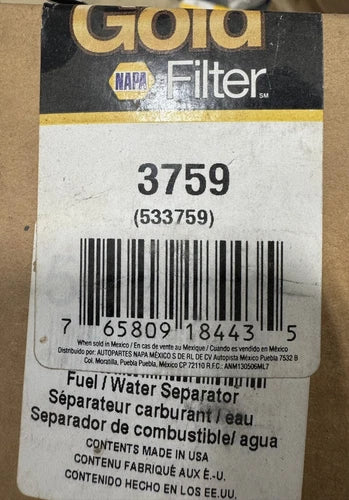 Gold
NAPA Filter SM
3759
(533759)
7 65809 18443 5
When sold in Mexico / En cas de vente au Mexique / Cuando es vendido en México
Distribuido por: AUTOPARTES NAPA MÉXICO S DE RL DE CV Autopista México Puebla 7532 B
Col. Moratilla, Puebla Puebla, México CP 72110 R.F.C.: ANM130506ML7
Fuel / Water Separator
Séparateur carburant / eau
Separador de combustible/ agua
CONTENTS MADE IN USA
CONTENU FABRIQUÉ AUX É.-U.
CONTENIDO HECHO EN LOS EE.UU.